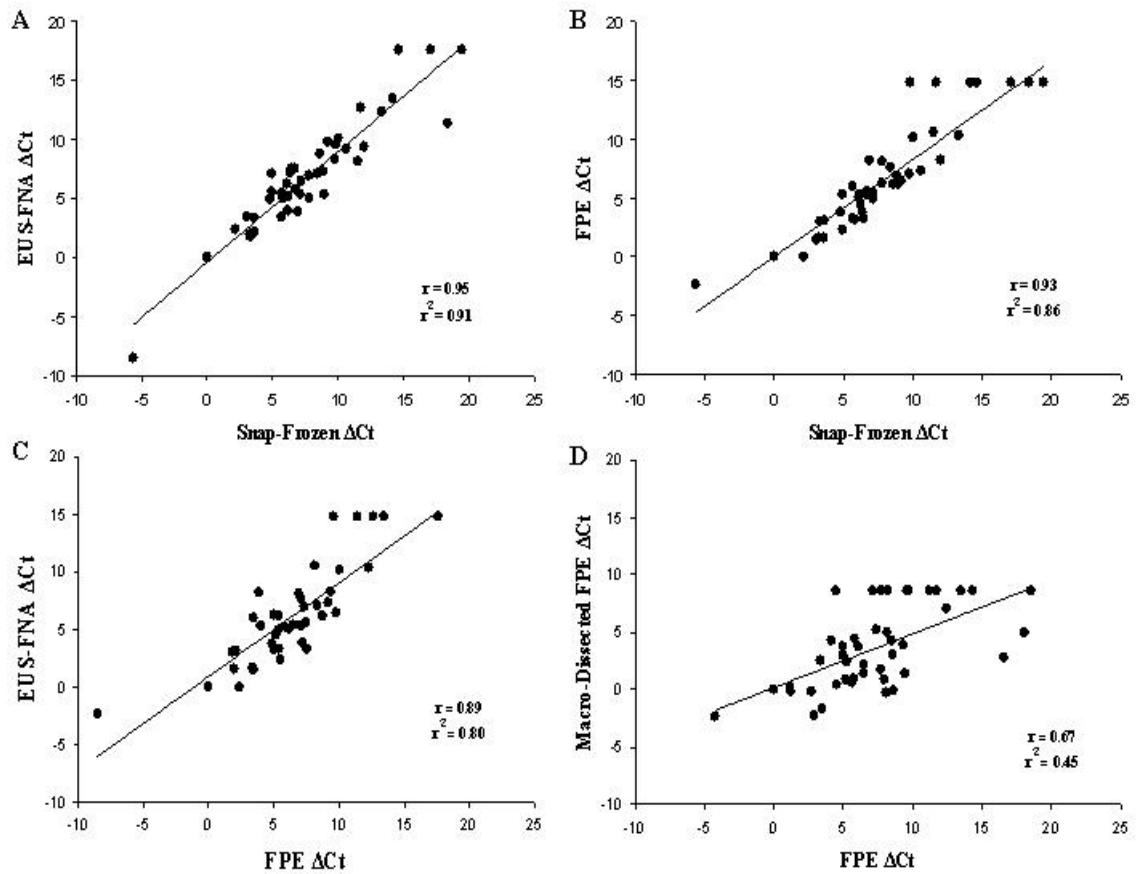 A
20
15
10
5
0
-5
-10
EUS-FNA ΔCt
-10 -5 0 5 10 15 20 25
Snap-Frozen ΔCt
r = 0.95
r² = 0.91
B
20
15
10
5
0
-5
-10
FPE ΔCt
-10 -5 0 5 10 15 20 25
Snap-Frozen ΔCt
r = 0.93
r² = 0.86
C
20
15
10
5
0
-5
-10
EUS-FNA ΔCt
-10 -5 0 5 10 15 20 25
FPE ΔCt
r = 0.89
r² = 0.80
D
20
15
10
5
0
-5
-10
Macro-Dissected FPE ΔCt
-10 -5 0 5 10 15 20 25
FPE ΔCt
r = 0.67
r² = 0.45